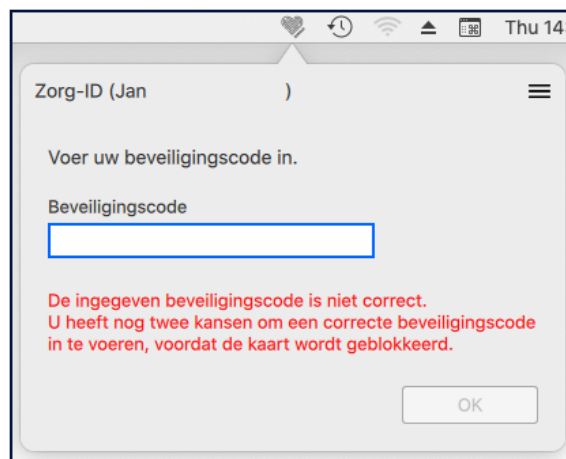 Thu 14:
Zorg-ID (Jan )
Voer uw beveiligingscode in.
Beveiligingscode
De ingegeven beveiligingscode is niet correct.
U heeft nog twee kansen om een correcte beveiligingscode
in te voeren, voordat de kaart wordt geblokkeerd.
OK